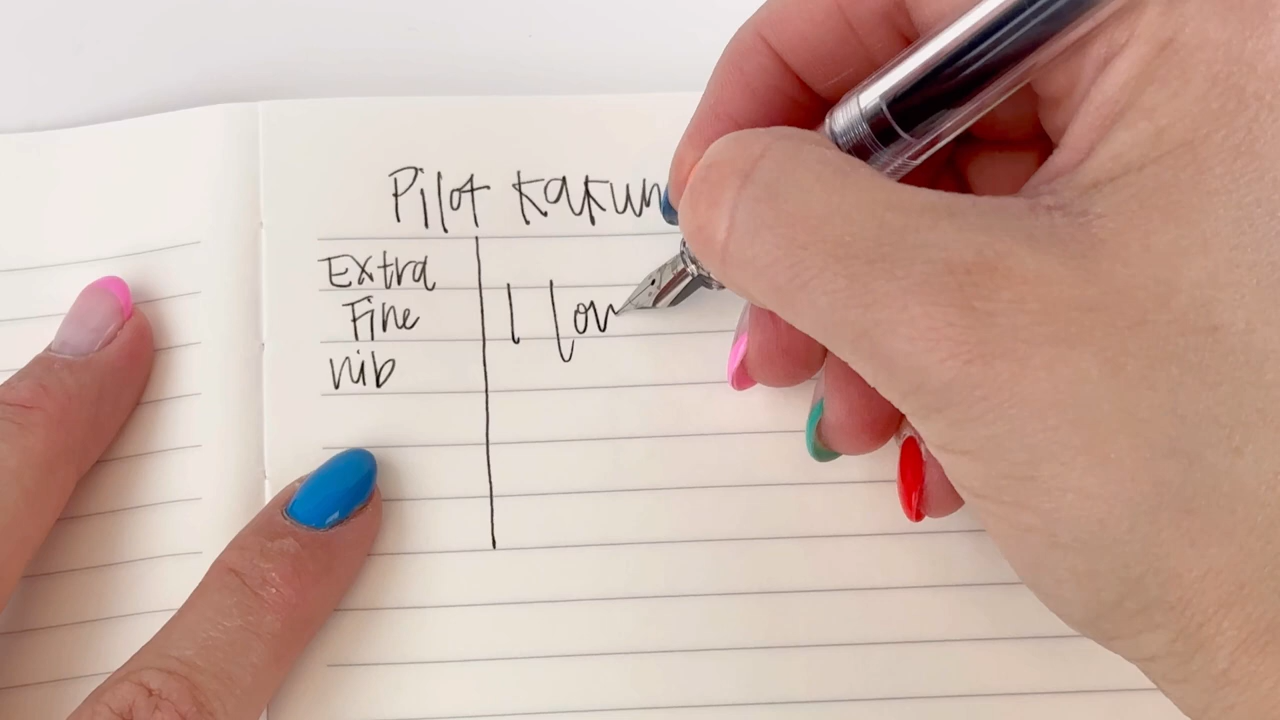 Pilot Kakun
Extra
Fine
nib
I lov